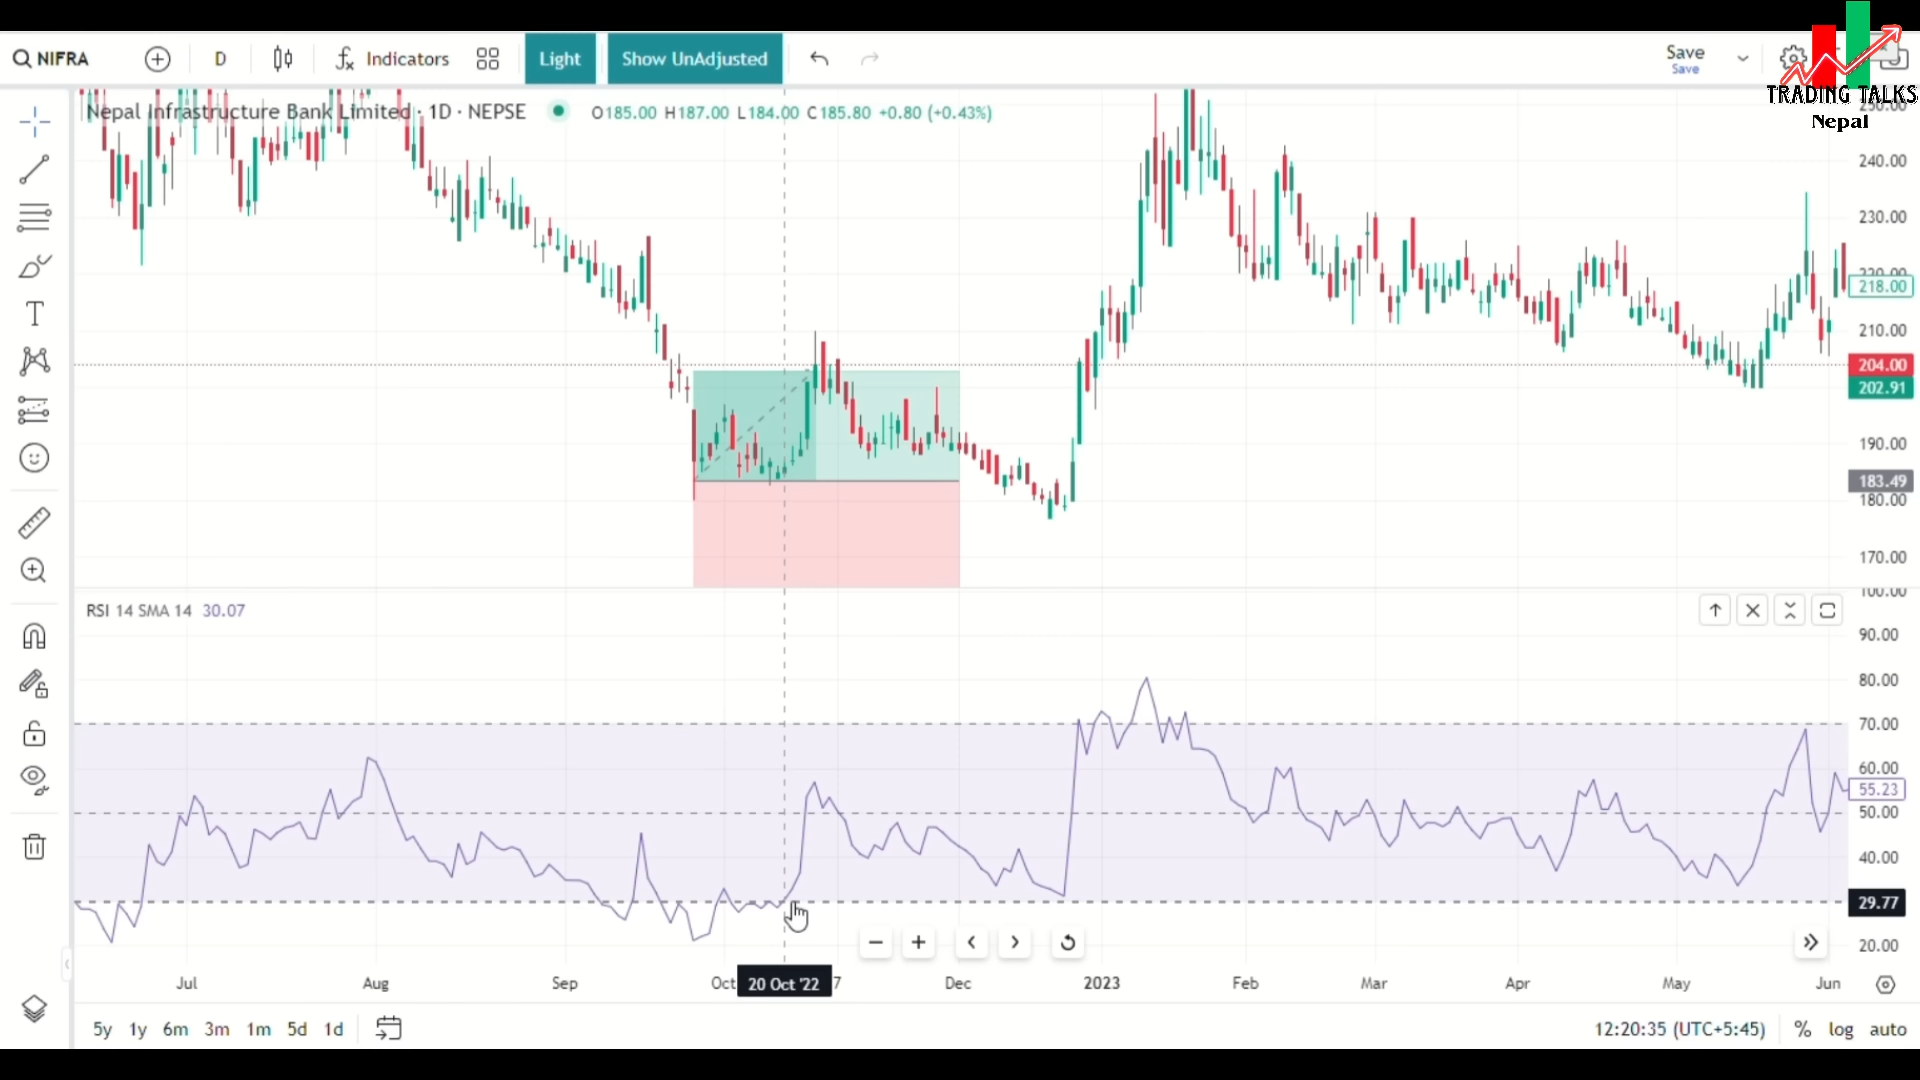 NIFRA
D
Indicators
Light
Show UnAdjusted
Save
Save
TRADING TALKS
Nepal
Nepal Infrastructure Bank Limited · 1D · NEPSE
O185.00 H187.00 L184.00 C185.80 +0.80 (+0.43%)
250.00
240.00
230.00
220.00
218.00
210.00
204.00
202.91
190.00
183.49
180.00
170.00
RSI 14 SMA 14 30.07
100.00
90.00
80.00
70.00
60.00
55.23
50.00
40.00
29.77
20.00
Jul
Aug
Sep
Oct
20 Oct '22
7
Dec
2023
Feb
Mar
Apr
May
Jun
5y 1y 6m 3m 1m 5d 1d
12:20:35 (UTC+5:45)
% log auto